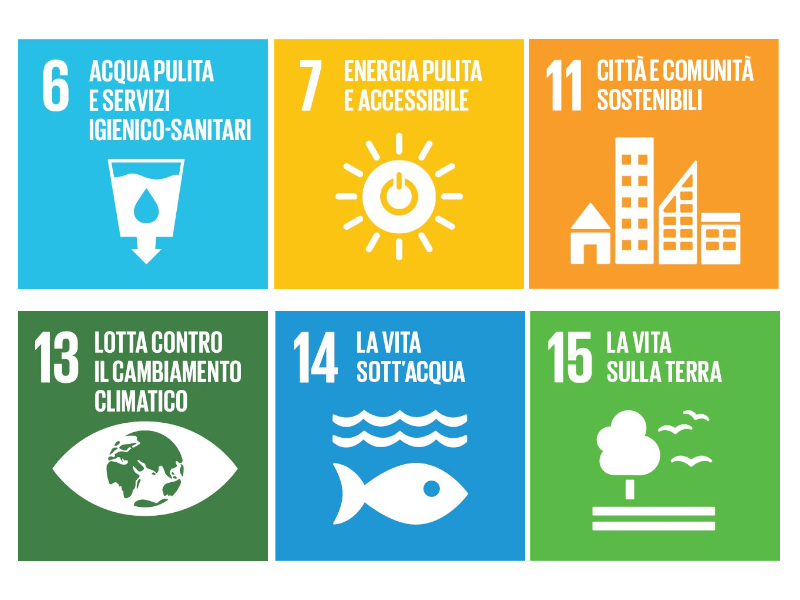 6
ACQUA PULITA
E SERVIZI
IGIENICO-SANITARI
7
ENERGIA PULITA
E ACCESSIBILE
11
CITTÀ E COMUNITÀ
SOSTENIBILI
13
LOTTA CONTRO
IL CAMBIAMENTO
CLIMATICO
14
LA VITA
SOTT'ACQUA
15
LA VITA
SULLA TERRA